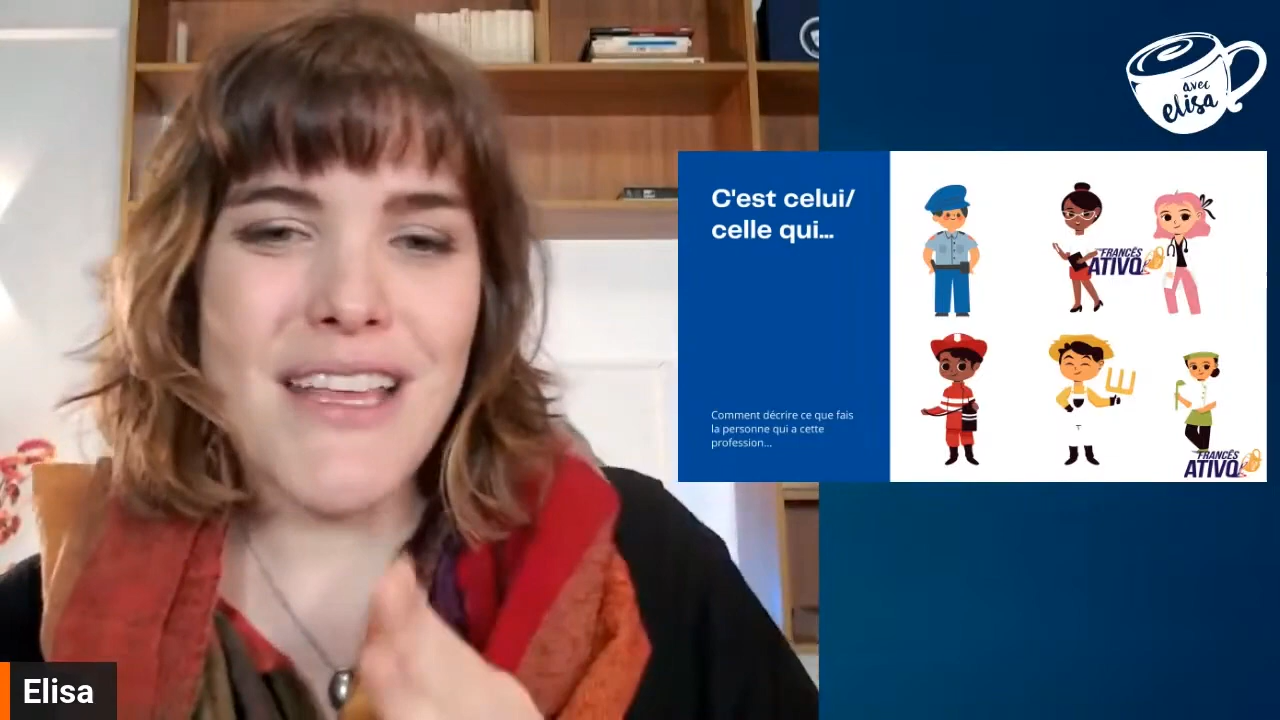 avec
elisa
C'est celui/
celle qui...
FRANCÊS
ATIVO
Comment décrire ce que fais
la personne qui a cette
profession...
FRANCÊS
ATIVO
Elisa